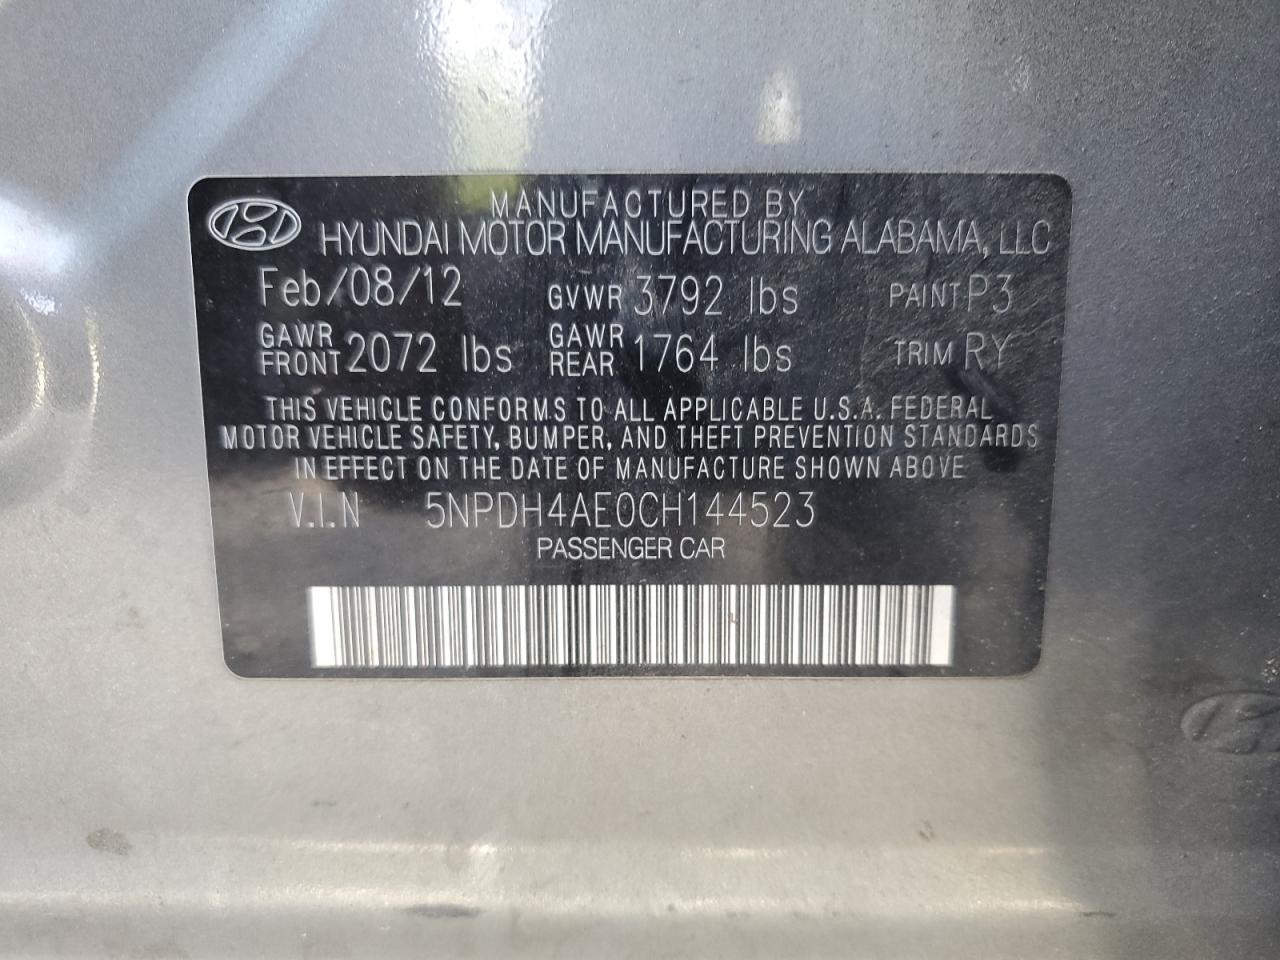 MANUFACTURED BY
HYUNDAI MOTOR MANUFACTURING ALABAMA, LLC
Feb/08/12 GVWR 3792 lbs PAINT P3
GAWR FRONT 2072 lbs GAWR REAR 1764 lbs TRIM RY
THIS VEHICLE CONFORMS TO ALL APPLICABLE U.S.A. FEDERAL
MOTOR VEHICLE SAFETY, BUMPER, AND THEFT PREVENTION STANDARDS
IN EFFECT ON THE DATE OF MANUFACTURE SHOWN ABOVE
V.I.N 5NPDH4AE0CH144523
PASSENGER CAR